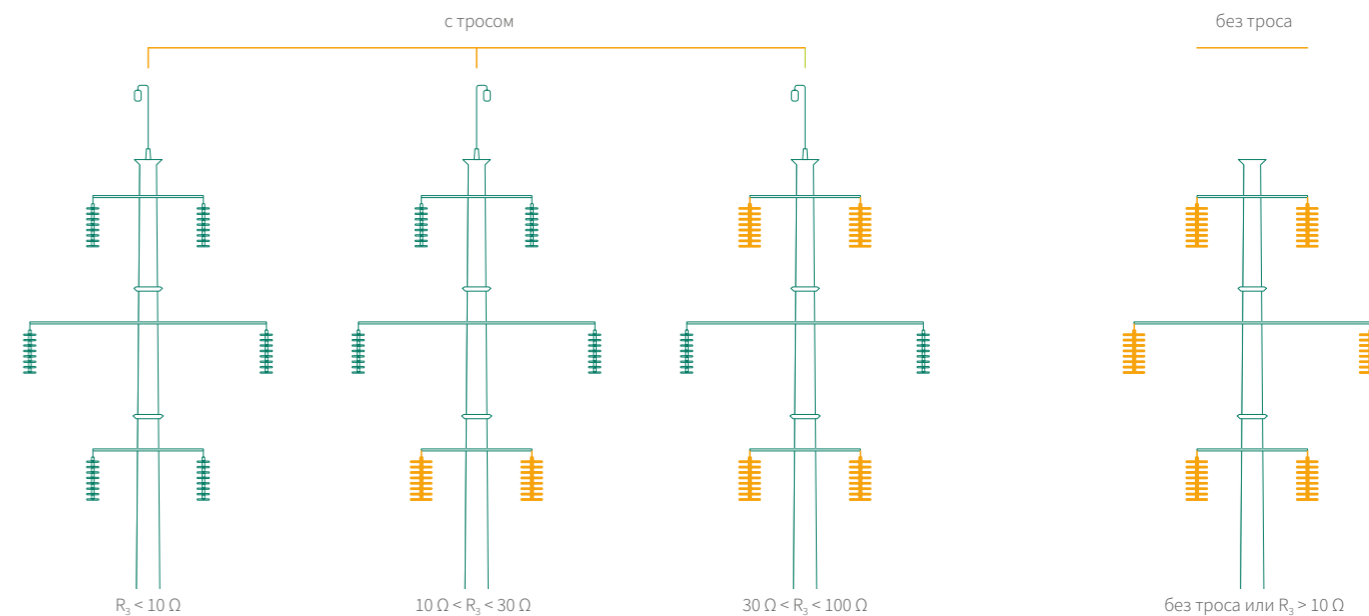 с тросом
без троса
R₃ < 10 Ω
10 Ω < R₃ < 30 Ω
30 Ω < R₃ < 100 Ω
без троса или R₃ > 10 Ω